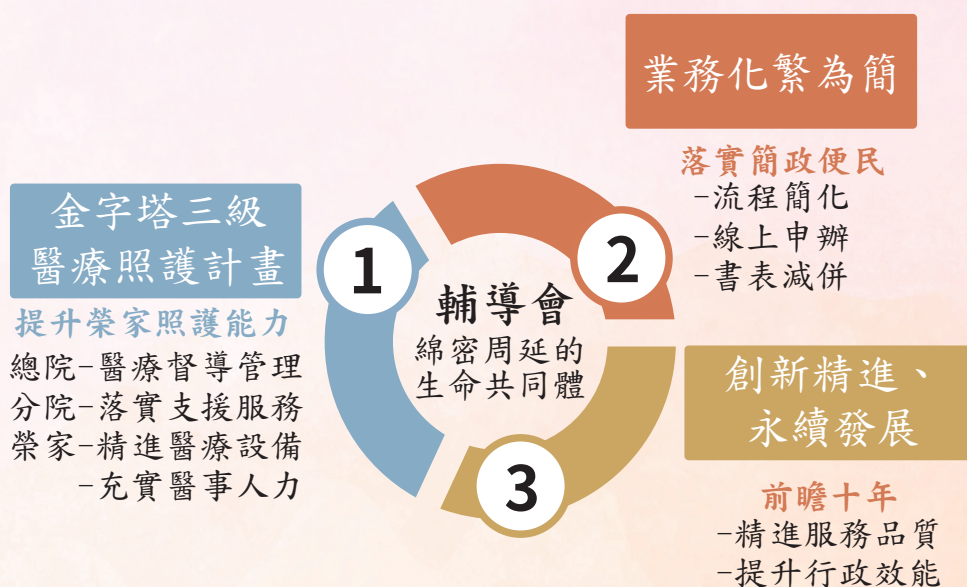 輔導會
綿密周延的
生命共同體
1
金字塔三級
醫療照護計畫
提升榮家照護能力
總院-醫療督導管理
分院-落實支援服務
榮家-精進醫療設備
-充實醫事人力
2
業務化繁為簡
落實簡政便民
-流程簡化
-線上申辦
-書表減併
3
創新精進、
永續發展
前瞻十年
-精進服務品質
-提升行政效能